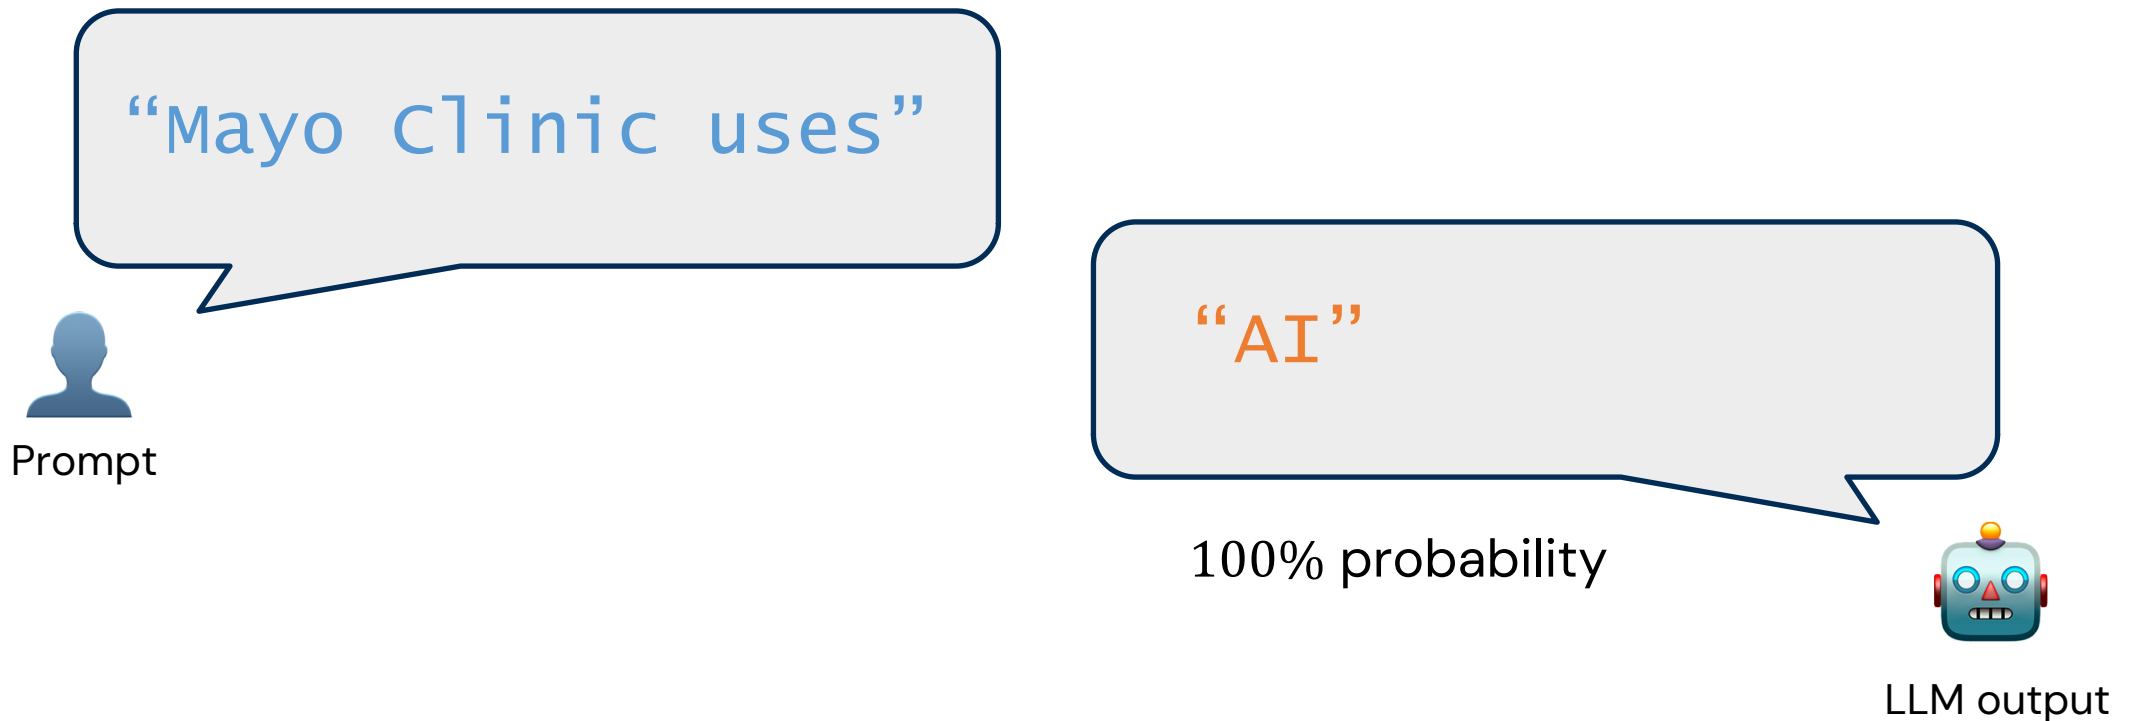 “Mayo Clinic uses”
Prompt
“AI”
100% probability
LLM output